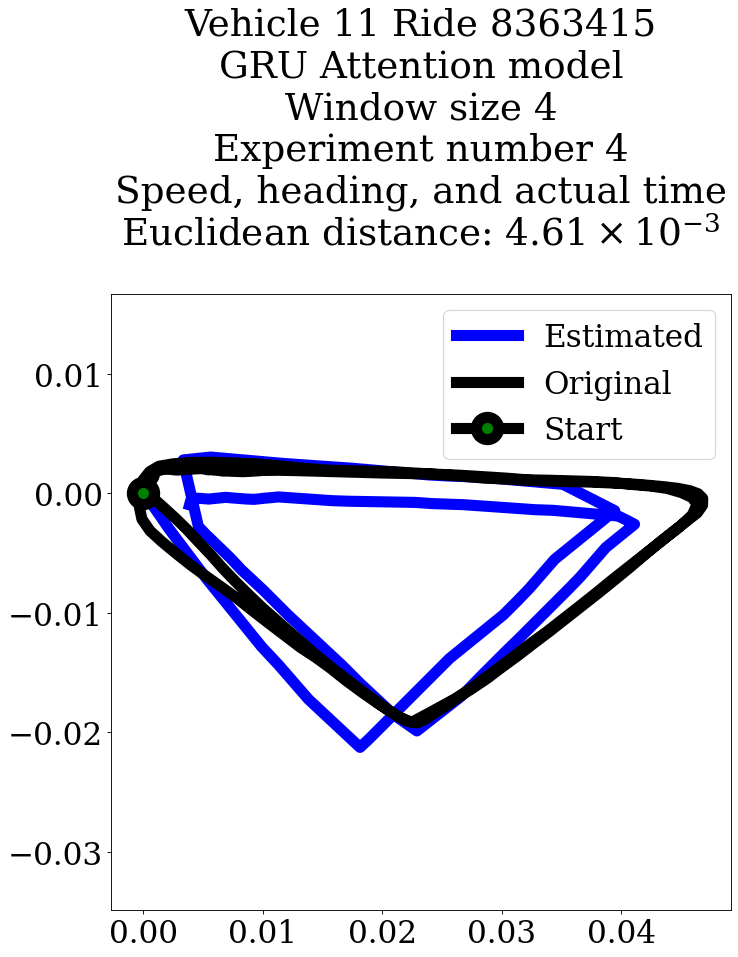 Vehicle 11 Ride 8363415
GRU Attention model
Window size 4
Experiment number 4
Speed, heading, and actual time
Euclidean distance: 4.61 × 10⁻³
Estimated
Original
Start
0.01
0.00
−0.01
−0.02
−0.03
0.00 0.01 0.02 0.03 0.04